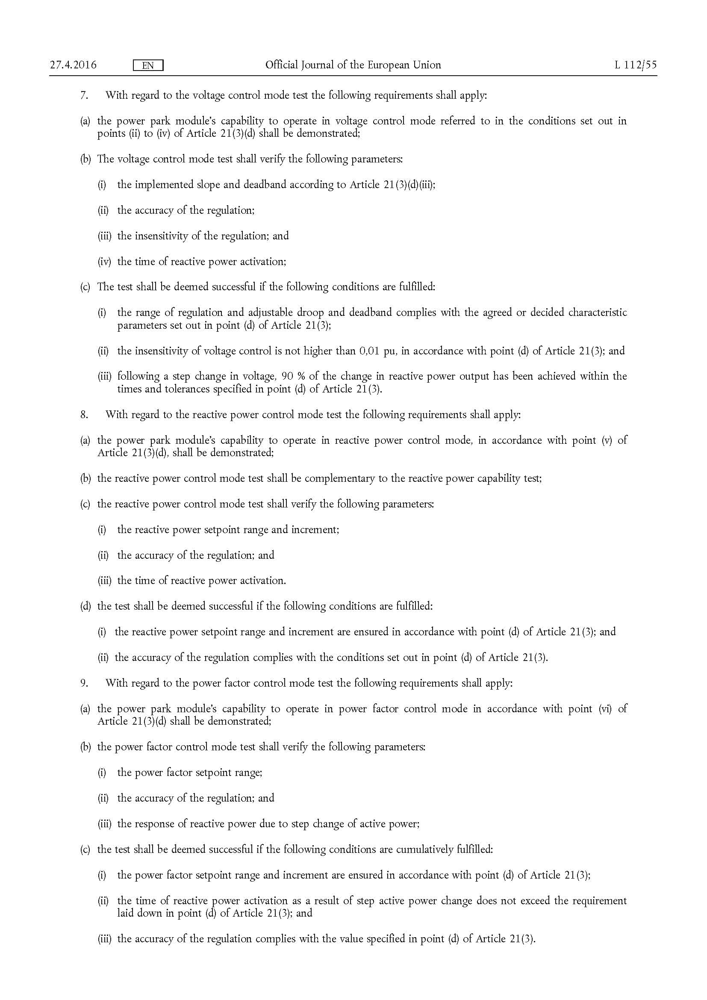 27.4.2016 EN Official Journal of the European Union L 112/55
7. With regard to the voltage control mode test the following requirements shall apply:
(a) the power park module’s capability to operate in voltage control mode referred to in the conditions set out in
points (ii) to (iv) of Article 21(3)(d) shall be demonstrated;
(b) The voltage control mode test shall verify the following parameters:
(i) the implemented slope and deadband according to Article 21(3)(d)(iii);
(ii) the accuracy of the regulation;
(iii) the insensitivity of the regulation; and
(iv) the time of reactive power activation;
(c) The test shall be deemed successful if the following conditions are fulfilled:
(i) the range of regulation and adjustable droop and deadband complies with the agreed or decided characteristic
parameters set out in point (d) of Article 21(3);
(ii) the insensitivity of voltage control is not higher than 0,01 pu, in accordance with point (d) of Article 21(3); and
(iii) following a step change in voltage, 90 % of the change in reactive power output has been achieved within the
times and tolerances specified in point (d) of Article 21(3).
8. With regard to the reactive power control mode test the following requirements shall apply:
(a) the power park module’s capability to operate in reactive power control mode, in accordance with point (v) of
Article 21(3)(d), shall be demonstrated;
(b) the reactive power control mode test shall be complementary to the reactive power capability test;
(c) the reactive power control mode test shall verify the following parameters:
(i) the reactive power setpoint range and increment;
(ii) the accuracy of the regulation; and
(iii) the time of reactive power activation.
(d) the test shall be deemed successful if the following conditions are fulfilled:
(i) the reactive power setpoint range and increment are ensured in accordance with point (d) of Article 21(3); and
(ii) the accuracy of the regulation complies with the conditions set out in point (d) of Article 21(3).
9. With regard to the power factor control mode test the following requirements shall apply:
(a) the power park module’s capability to operate in power factor control mode in accordance with point (vi) of
Article 21(3)(d) shall be demonstrated;
(b) the power factor control mode test shall verify the following parameters:
(i) the power factor setpoint range;
(ii) the accuracy of the regulation; and
(iii) the response of reactive power due to step change of active power;
(c) the test shall be deemed successful if the following conditions are cumulatively fulfilled:
(i) the power factor setpoint range and increment are ensured in accordance with point (d) of Article 21(3);
(ii) the time of reactive power activation as a result of step active power change does not exceed the requirement
laid down in point (d) of Article 21(3); and
(iii) the accuracy of the regulation complies with the value specified in point (d) of Article 21(3).